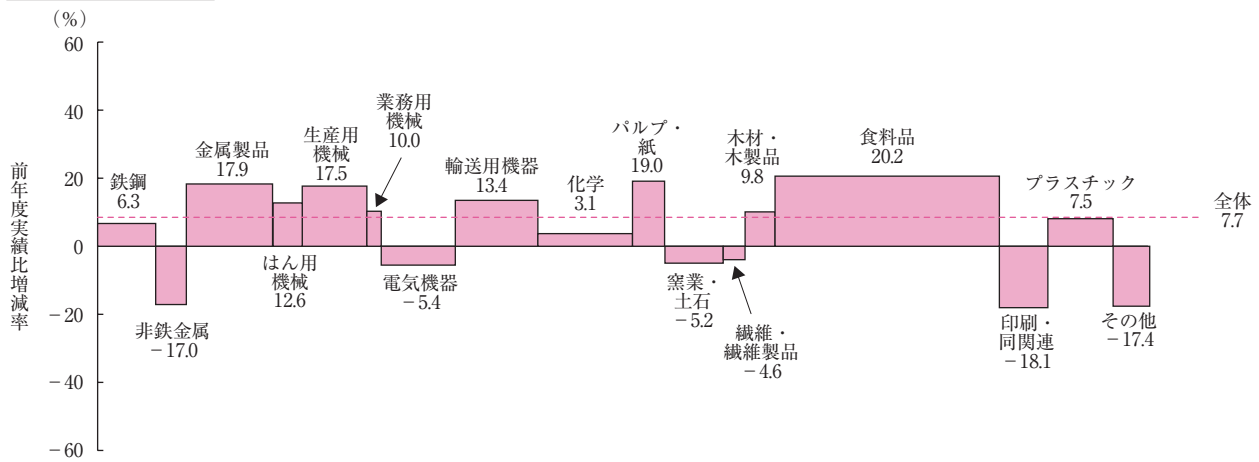 (%)
60
40
20
0
−20
−40
−60
前年度実績比増減率
鉄鋼
6.3
非鉄金属
−17.0
金属製品
17.9
はん用
機械
12.6
生産用
機械
17.5
業務用
機械
10.0
電気機器
−5.4
輸送用機器
13.4
化学
3.1
パルプ・
紙
19.0
窯業・
土石
−5.2
繊維・
繊維製品
−4.6
木材・
木製品
9.8
食料品
20.2
印刷・
同関連
−18.1
プラスチック
7.5
その他
−17.4
全体
7.7